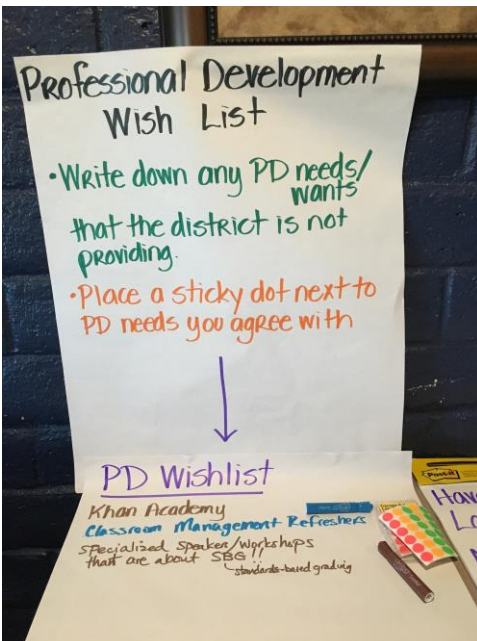 Professional Development
Wish List
• Write down any PD needs/
wants
that the district is not
providing.
• Place a sticky dot next to
PD needs you agree with
PD Wishlist
Khan Academy
Classroom Management Refreshers
specialized speaker/workshops
that are about SBG!!
standards-based grading
Post-it